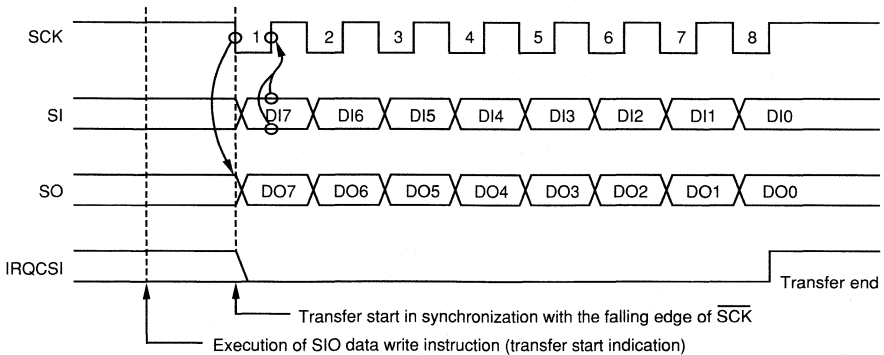 SCK 1 2 3 4 5 6 7 8
SI DI7 DI6 DI5 DI4 DI3 DI2 DI1 DI0
SO DO7 DO6 DO5 DO4 DO3 DO2 DO1 DO0
IRQCSI Transfer end
Transfer start in synchronization with the falling edge of S̅C̅K̅
Execution of SIO data write instruction (transfer start indication)